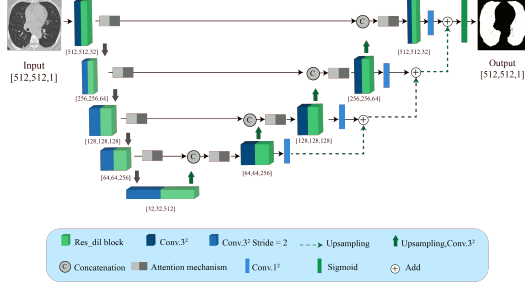 C
[512,512,32]
[512,512,32]
Input
[512,512,1]
Output
[512,512,1]
C
[256,256,64]
[256,256,64]
C
[128,128,128]
[128,128,128]
C
[64,64,256]
[64,64,256]
[32,32,512]
Res_dil block
Conv.3²
Conv.3² Stride = 2
Upsampling
Upsampling,Conv.3²
C Concatenation
Attention mechanism
Conv.1²
Sigmoid
Add